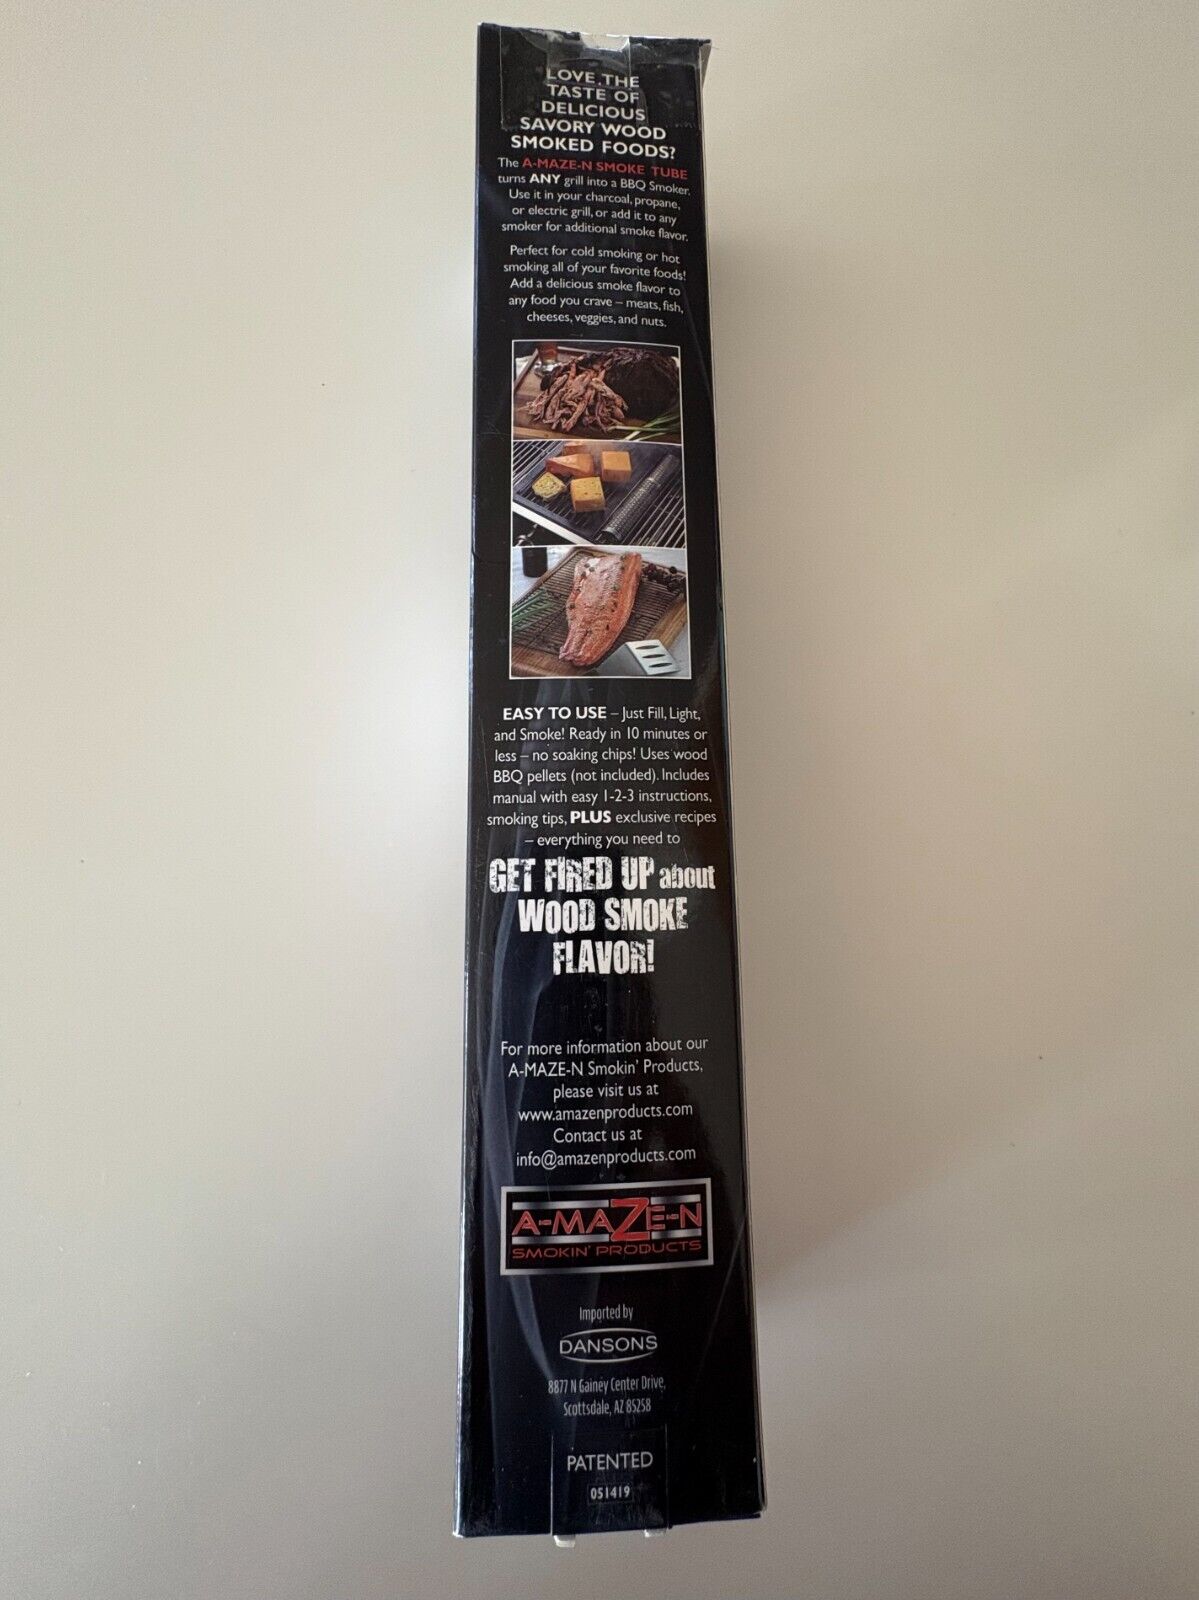 LOVE THE
TASTE OF
DELICIOUS
SAVORY WOOD
SMOKED FOODS?
The A-MAZE-N SMOKE TUBE
turns ANY grill into a BBQ Smoker.
Use it in your charcoal, propane,
or electric grill, or add it to any
smoker for additional smoke flavor.
Perfect for cold smoking or hot
smoking all of your favorite foods!
Add a delicious smoke flavor to
any food you crave – meats, fish,
cheeses, veggies, and nuts.
EASY TO USE – Just Fill, Light,
and Smoke! Ready in 10 minutes or
less – no soaking chips! Uses wood
BBQ pellets (not included). Includes
manual with easy 1-2-3 instructions,
smoking tips, PLUS exclusive recipes
– everything you need to
GET FIRED UP about
WOOD SMOKE
FLAVOR!
For more information about our
A-MAZE-N Smokin' Products,
please visit us at
www.amazenproducts.com
Contact us at
info@amazenproducts.com
A-MAZE-N
SMOKIN' PRODUCTS
Imported by
DANSONS
8877 N Gainey Center Drive,
Scottsdale, AZ 85258
PATENTED
051419